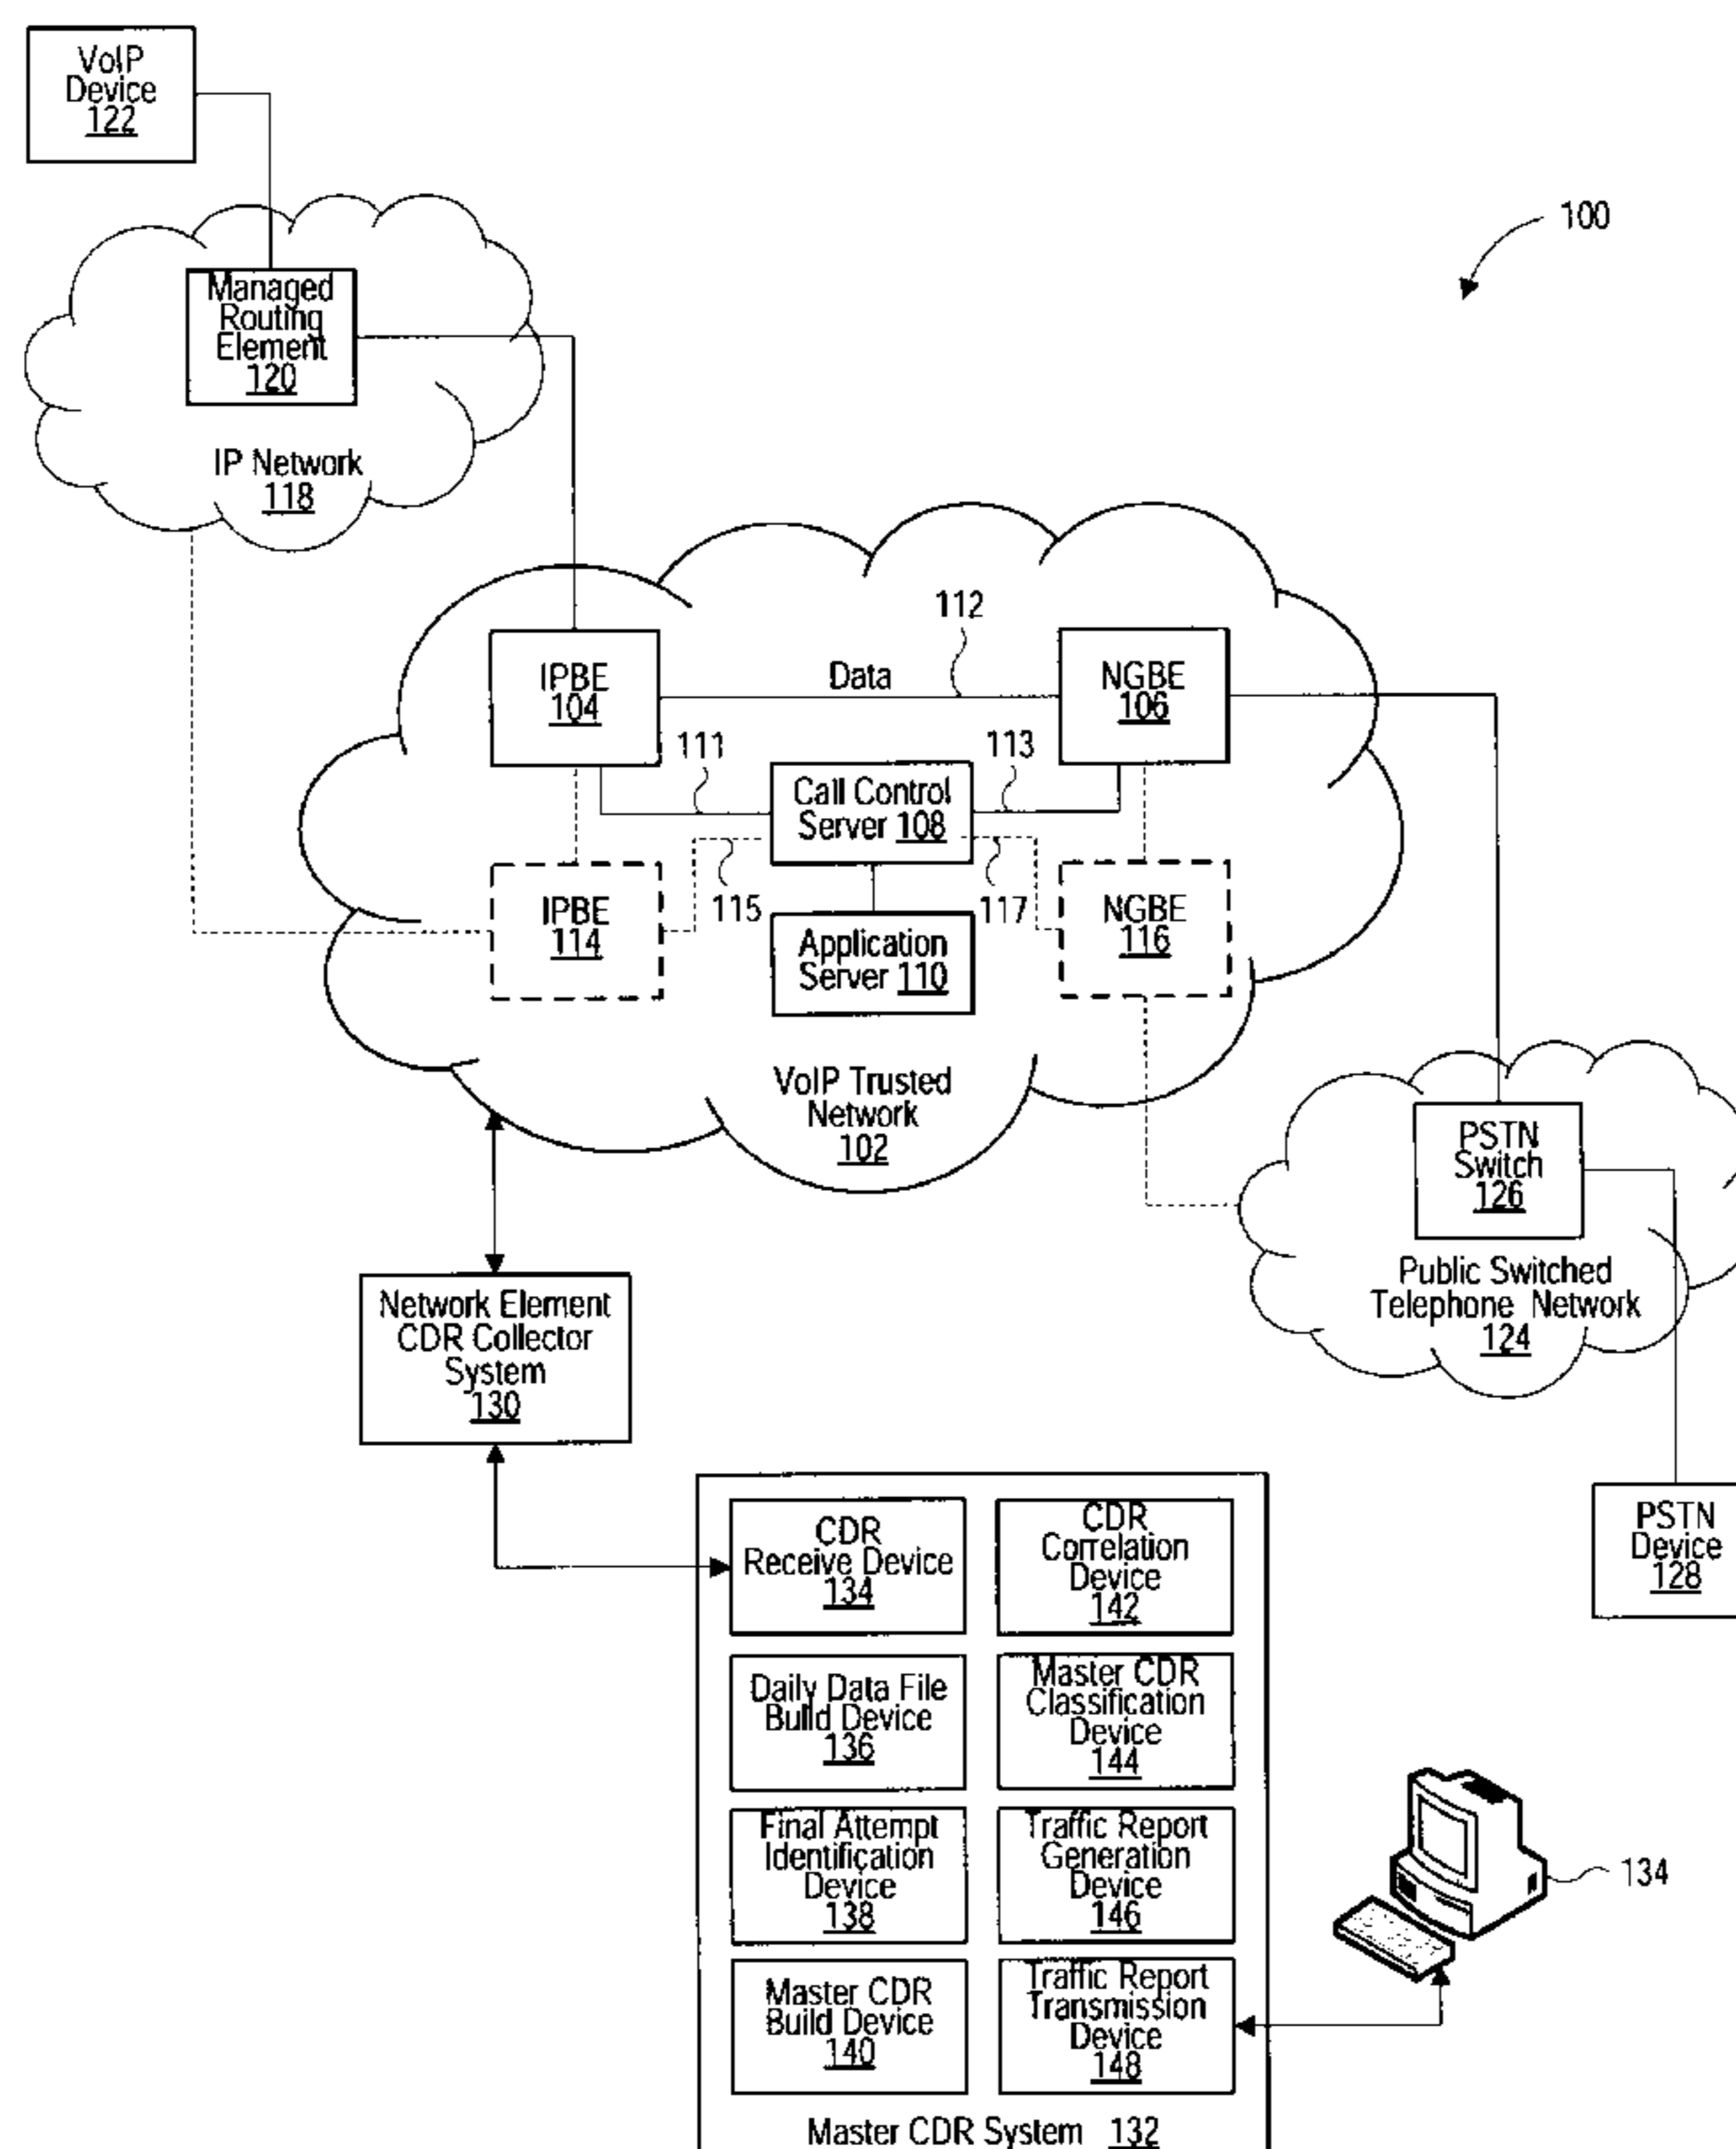 VoIP
Device
122
100
Managed
Routing
Element
120
IP Network
118
112
IPBE
104
Data
NGBE
106
111
113
Call Control
Server 108
115
117
IPBE
114
NGBE
116
Application
Server 110
VoIP Trusted
Network
102
PSTN
Switch
126
Public Switched
Telephone Network
124
Network Element
CDR Collector
System
130
PSTN
Device
128
CDR
Receive Device
134
CDR
Correlation
Device
142
Daily Data File
Build Device
136
Master CDR
Classification
Device
144
Final Attempt
Identification
Device
138
Traffic Report
Generation
Device
146
134
Master CDR
Build Device
140
Traffic Report
Transmission
Device
148
Master CDR System 132